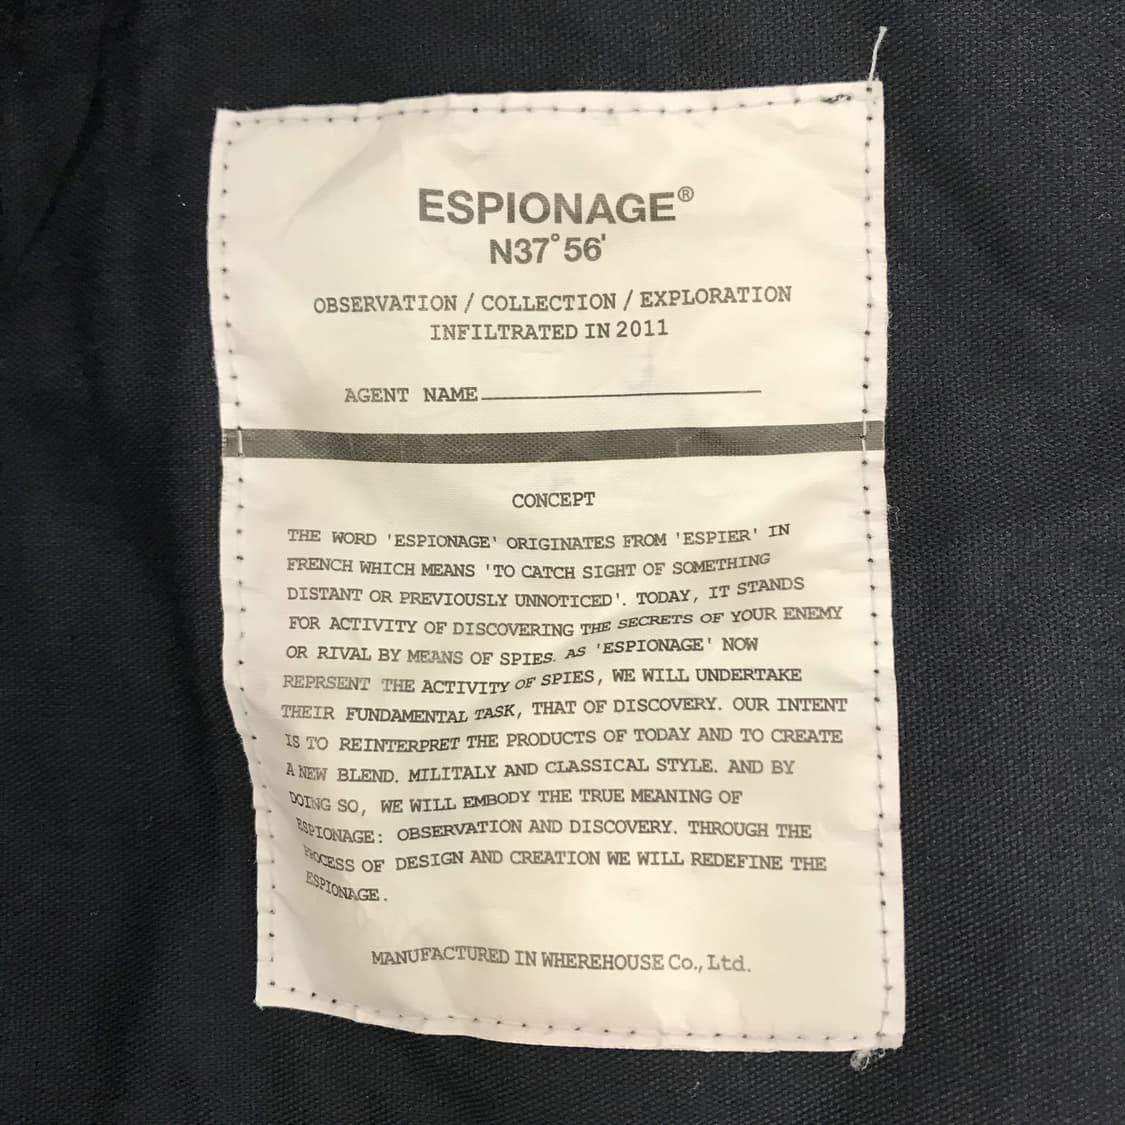 ESPIONAGE®
N37°56'
OBSERVATION / COLLECTION / EXPLORATION
INFILTRATED IN 2011
AGENT NAME
CONCEPT
THE WORD 'ESPIONAGE' ORIGINATES FROM 'ESPIER' IN
FRENCH WHICH MEANS 'TO CATCH SIGHT OF SOMETHING
DISTANT OR PREVIOUSLY UNNOTICED'. TODAY, IT STANDS
FOR ACTIVITY OF DISCOVERING THE SECRETS OF YOUR ENEMY
OR RIVAL BY MEANS OF SPIES. AS 'ESPIONAGE' NOW
REPRSENT THE ACTIVITY OF SPIES, WE WILL UNDERTAKE
THEIR FUNDAMENTAL TASK, THAT OF DISCOVERY. OUR INTENT
IS TO REINTERPRET THE PRODUCTS OF TODAY AND TO CREATE
A NEW BLEND. MILITALY AND CLASSICAL STYLE. AND BY
DOING SO, WE WILL EMBODY THE TRUE MEANING OF
ESPIONAGE: OBSERVATION AND DISCOVERY. THROUGH THE
PROCESS OF DESIGN AND CREATION WE WILL REDEFINE THE
ESPIONAGE.
MANUFACTURED IN WHEREHOUSE Co., Ltd.